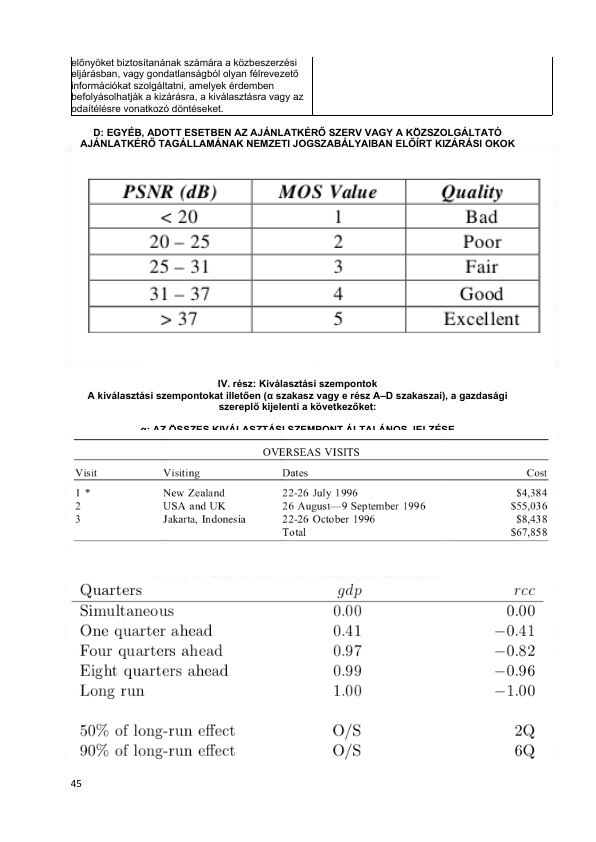 előnyöket biztosítanának számára a közbeszerzési
eljárásban, vagy gondatlanságból olyan félrevezető
információkat szolgáltatni, amelyek érdemben
befolyásolhatják a kizárásra, a kiválasztásra vagy az
odaítélésre vonatkozó döntéseket.
D: EGYÉB, ADOTT ESETBEN AZ AJÁNLATKÉRŐ SZERV VAGY A KÖZSZOLGÁLTATÓ
AJÁNLATKÉRŐ TAGÁLLAMÁNAK NEMZETI JOGSZABÁLYAIBAN ELŐÍRT KIZÁRÁSI OKOK
PSNR (dB) MOS Value Quality
< 20 1 Bad
20 – 25 2 Poor
25 – 31 3 Fair
31 – 37 4 Good
> 37 5 Excellent
IV. rész: Kiválasztási szempontok
A kiválasztási szempontokat illetően (α szakasz vagy e rész A–D szakaszai), a gazdasági
szereplő kijelenti a következőket:
α: AZ ÖSSZES KIVÁLASZTÁSI SZEMPONT ÁLTALÁNOS JELZÉSE
OVERSEAS VISITS
Visit Visiting Dates Cost
1 * New Zealand 22-26 July 1996 $4,384
2 USA and UK 26 August—9 September 1996 $55,036
3 Jakarta, Indonesia 22-26 October 1996 $8,438
Total $67,858
Quarters gdp rcc
Simultaneous 0.00 0.00
One quarter ahead 0.41 −0.41
Four quarters ahead 0.97 −0.82
Eight quarters ahead 0.99 −0.96
Long run 1.00 −1.00
50% of long-run effect O/S 2Q
90% of long-run effect O/S 6Q
45